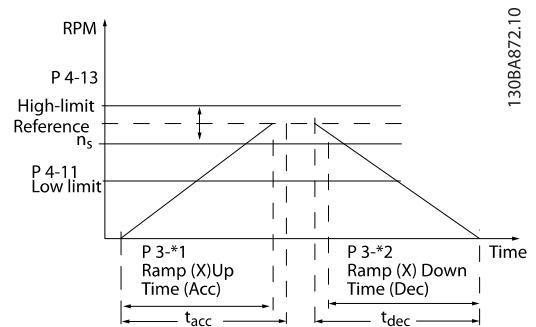 RPM
130BA872.10
P 4-13
High-limit
Reference
ns
P 4-11
Low limit
Time
P 3-*1
Ramp (X)Up
Time (Acc)
P 3-*2
Ramp (X) Down
Time (Dec)
tacc
tdec